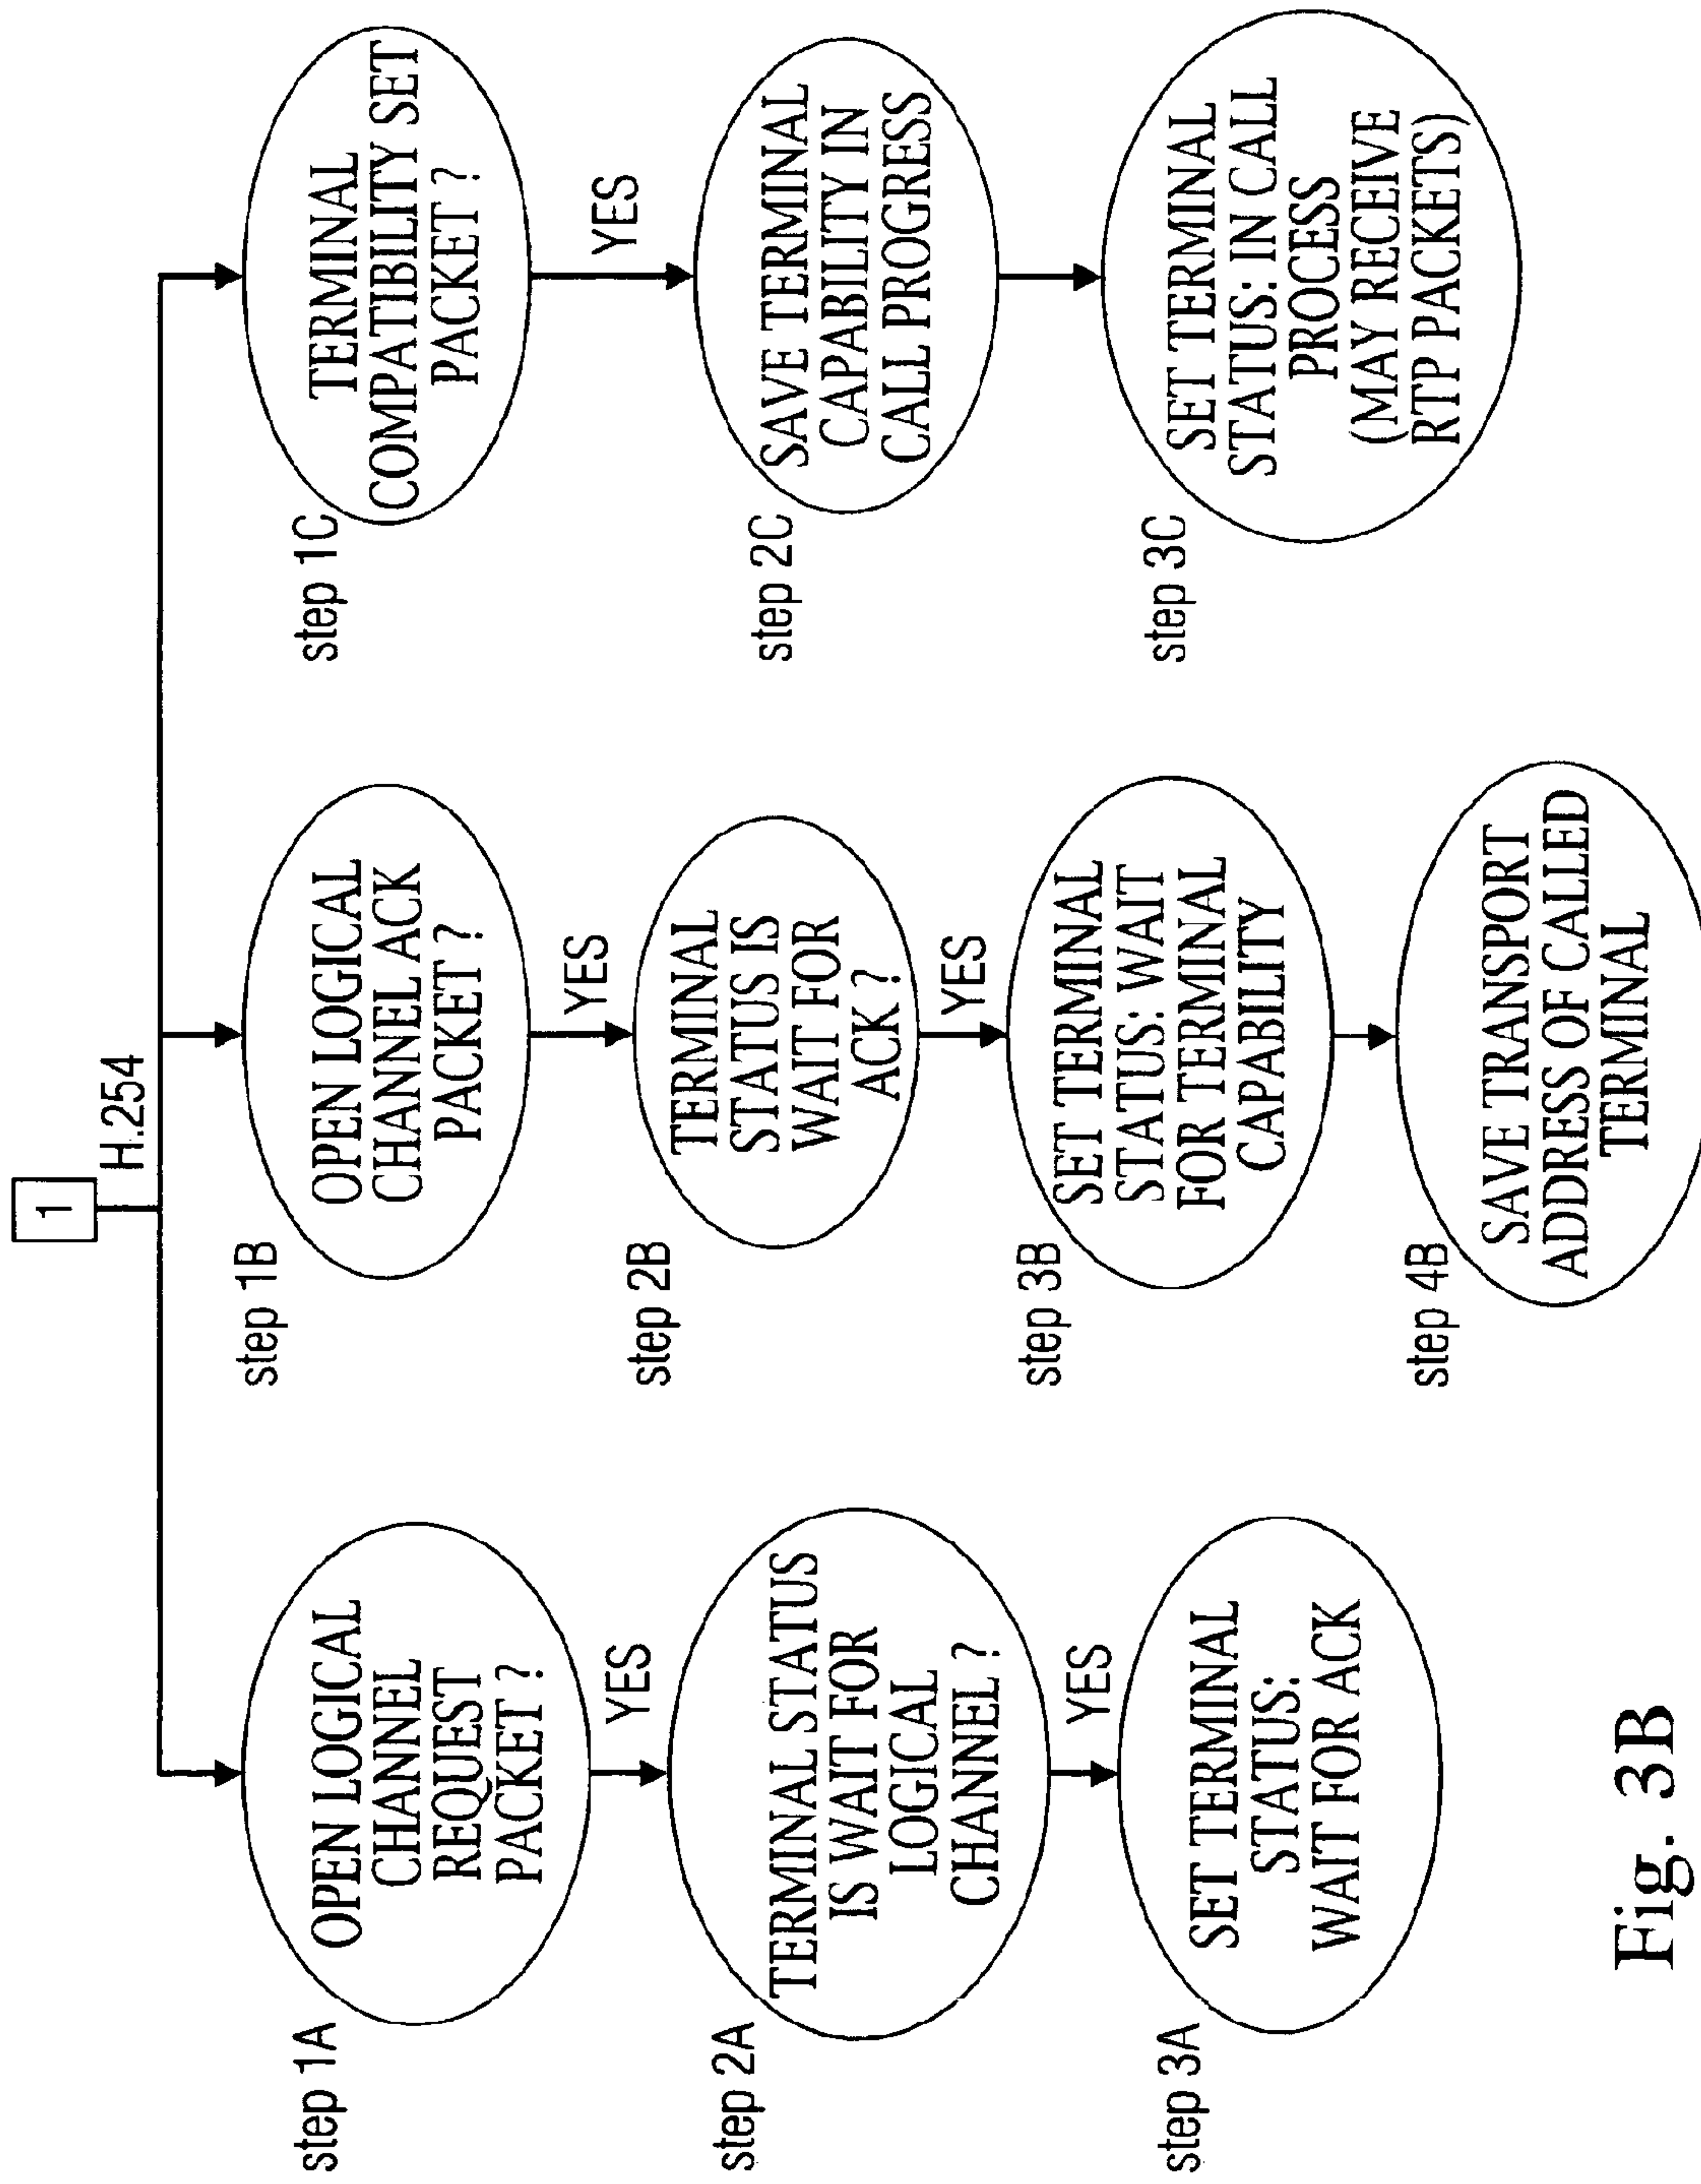 1
H.254
step 1A
OPEN LOGICAL
CHANNEL
REQUEST
PACKET ?
YES
step 2A
TERMINAL STATUS
IS WAIT FOR
LOGICAL
CHANNEL ?
YES
step 3A
SET TERMINAL
STATUS:
WAIT FOR ACK
step 1B
OPEN LOGICAL
CHANNEL ACK
PACKET ?
YES
step 2B
TERMINAL
STATUS IS
WAIT FOR
ACK ?
YES
step 3B
SET TERMINAL
STATUS: WAIT
FOR TERMINAL
CAPABILITY
step 4B
SAVE TRANSPORT
ADDRESS OF CALLED
TERMINAL
step 1C
TERMINAL
COMPATIBILITY SET
PACKET ?
YES
step 2C
SAVE TERMINAL
CAPABILITY IN
CALL PROGRESS
step 3C
SET TERMINAL
STATUS: IN CALL
PROCESS
(MAY RECEIVE
RTP PACKETS)
Fig. 3B